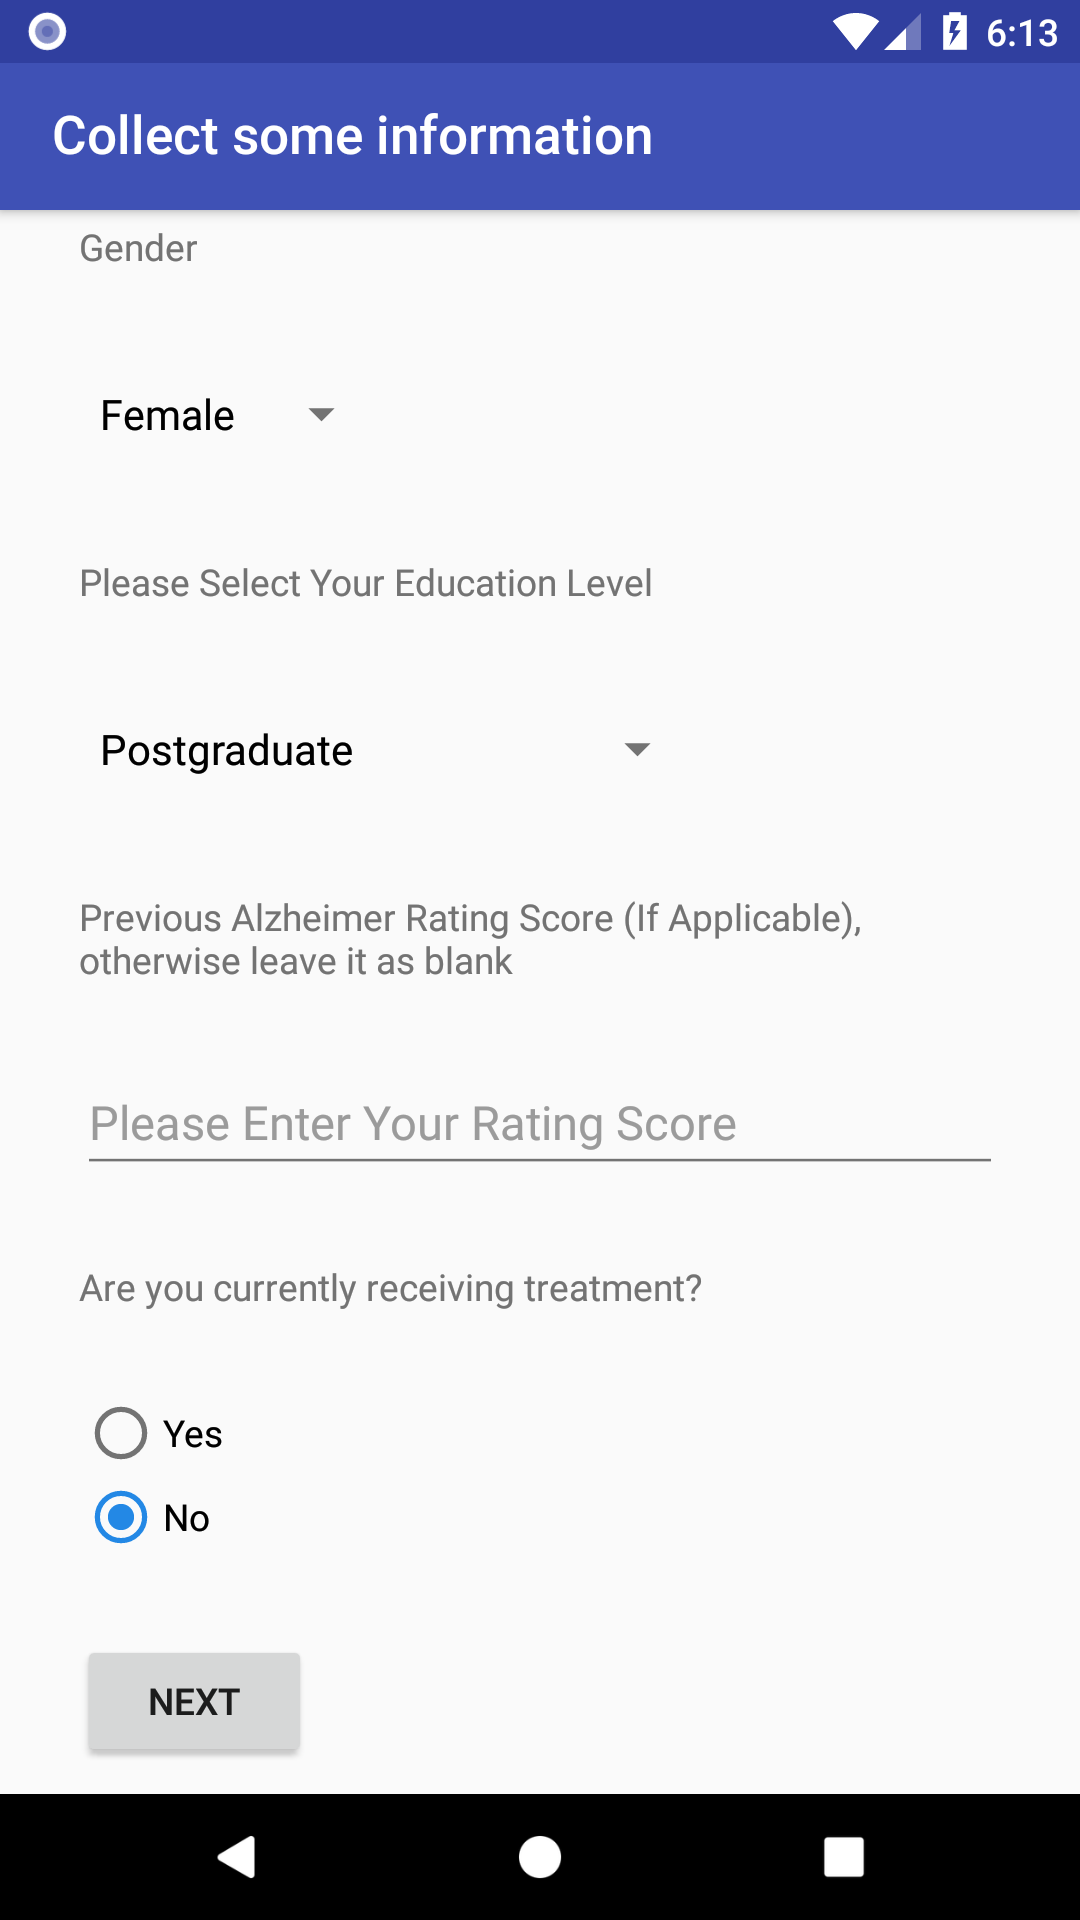 6:13
Collect some information
Gender
Female
Please Select Your Education Level
Postgraduate
Previous Alzheimer Rating Score (If Applicable),
otherwise leave it as blank
Please Enter Your Rating Score
Are you currently receiving treatment?
Yes
No
NEXT